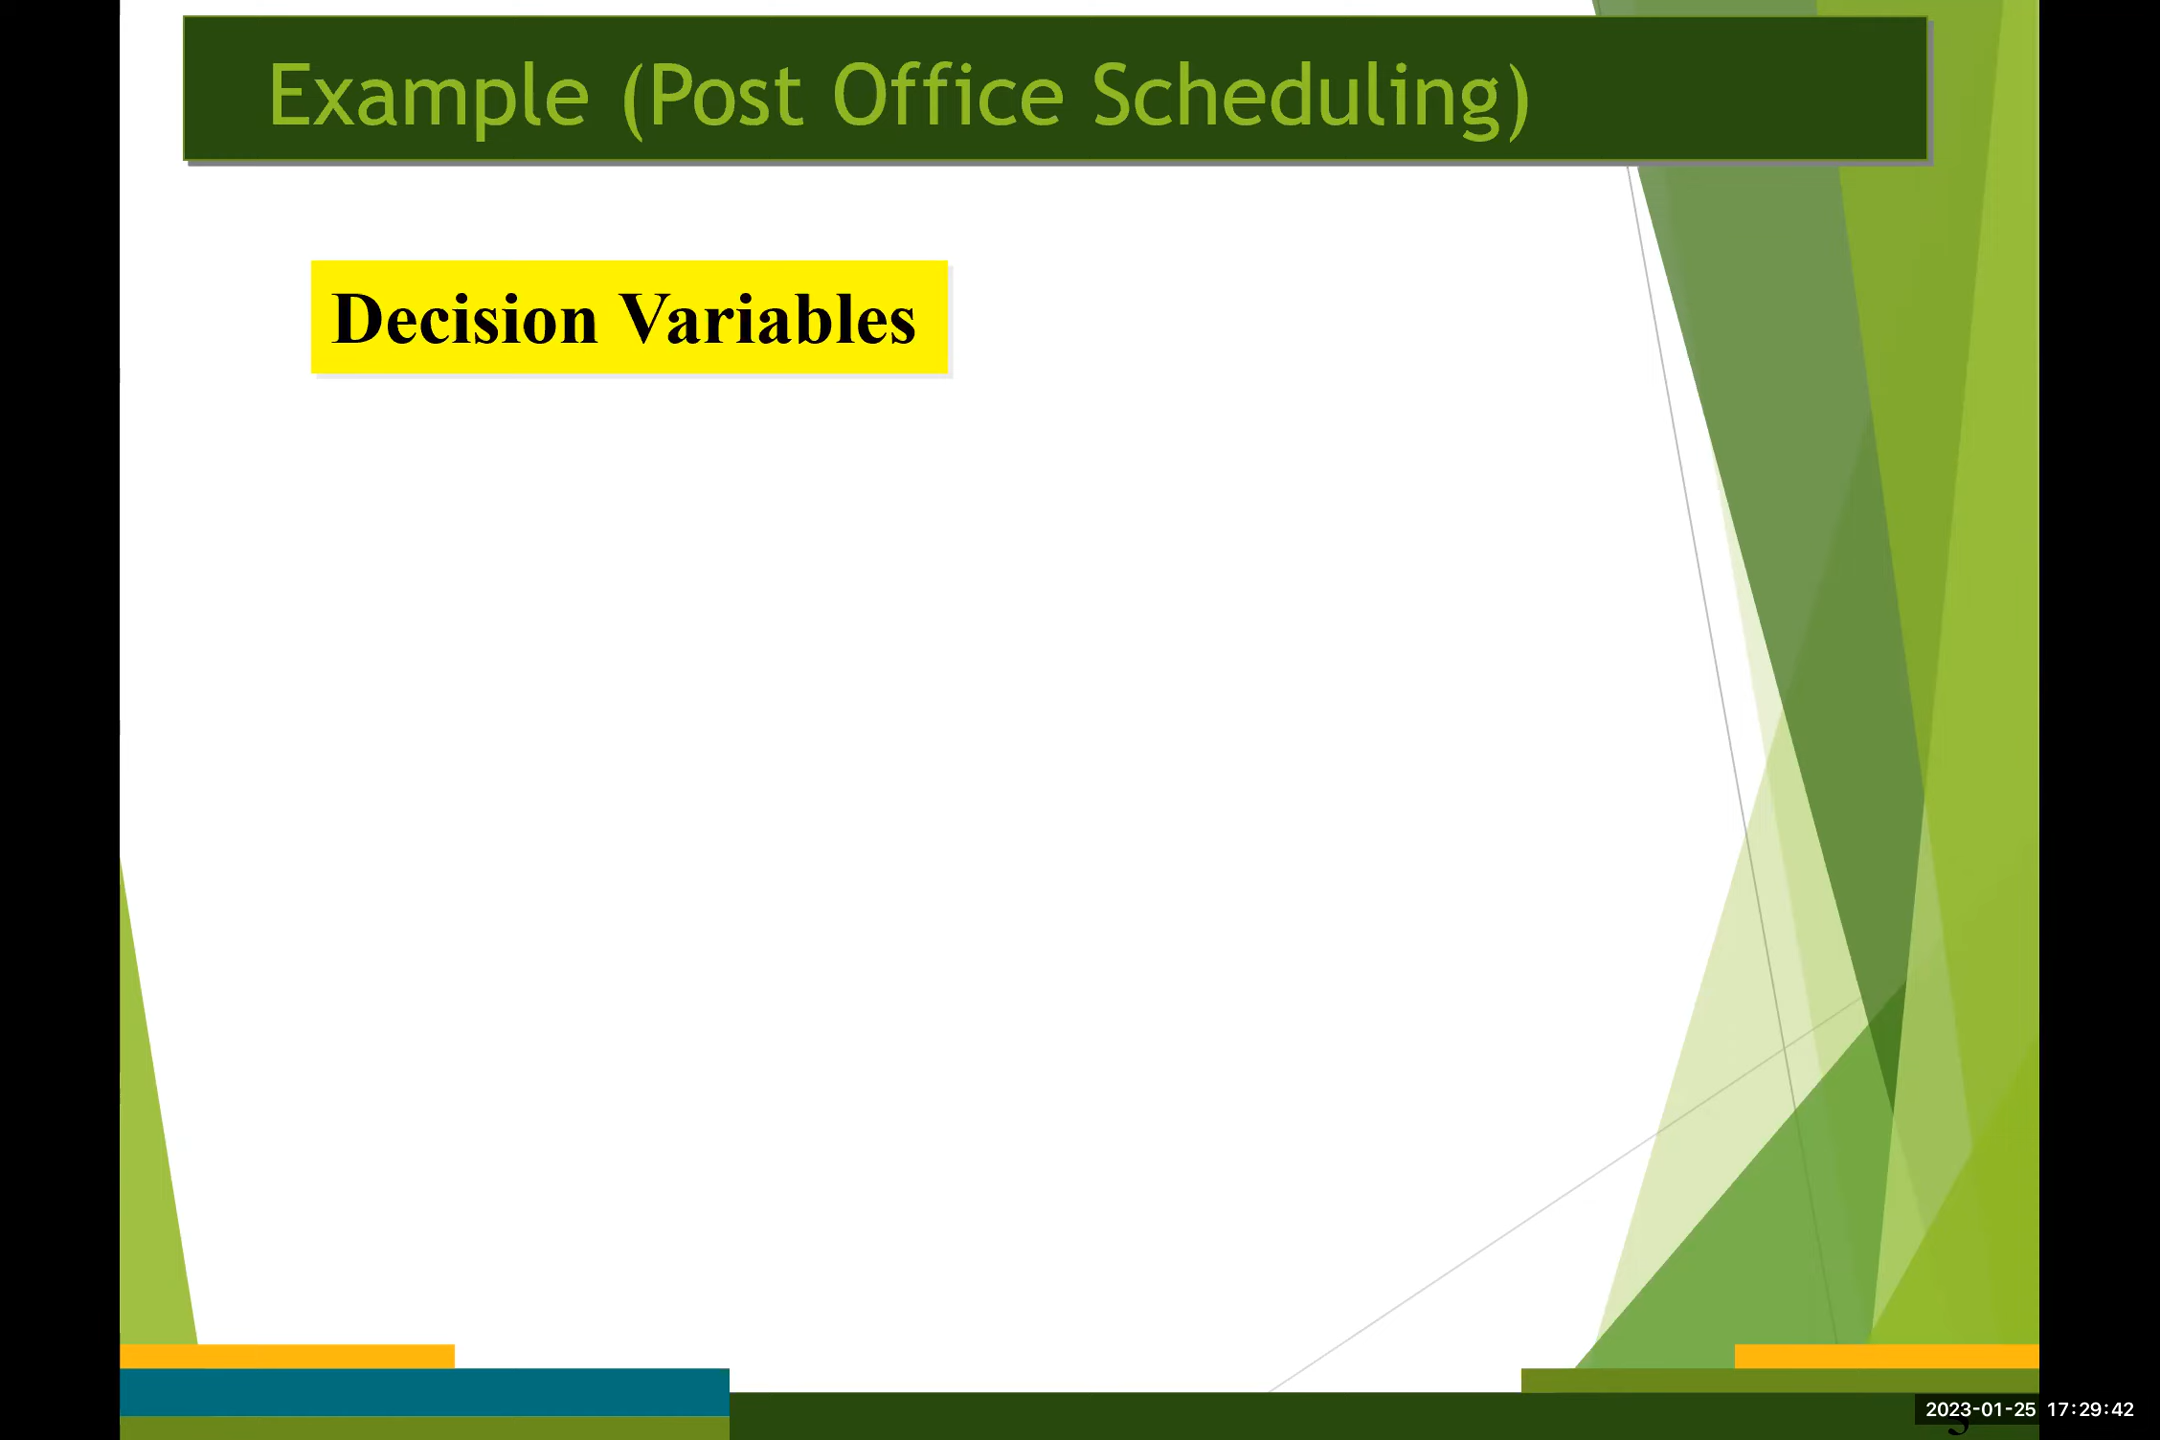 Example (Post Office Scheduling)
Decision Variables
2023-01-25 17:29:42